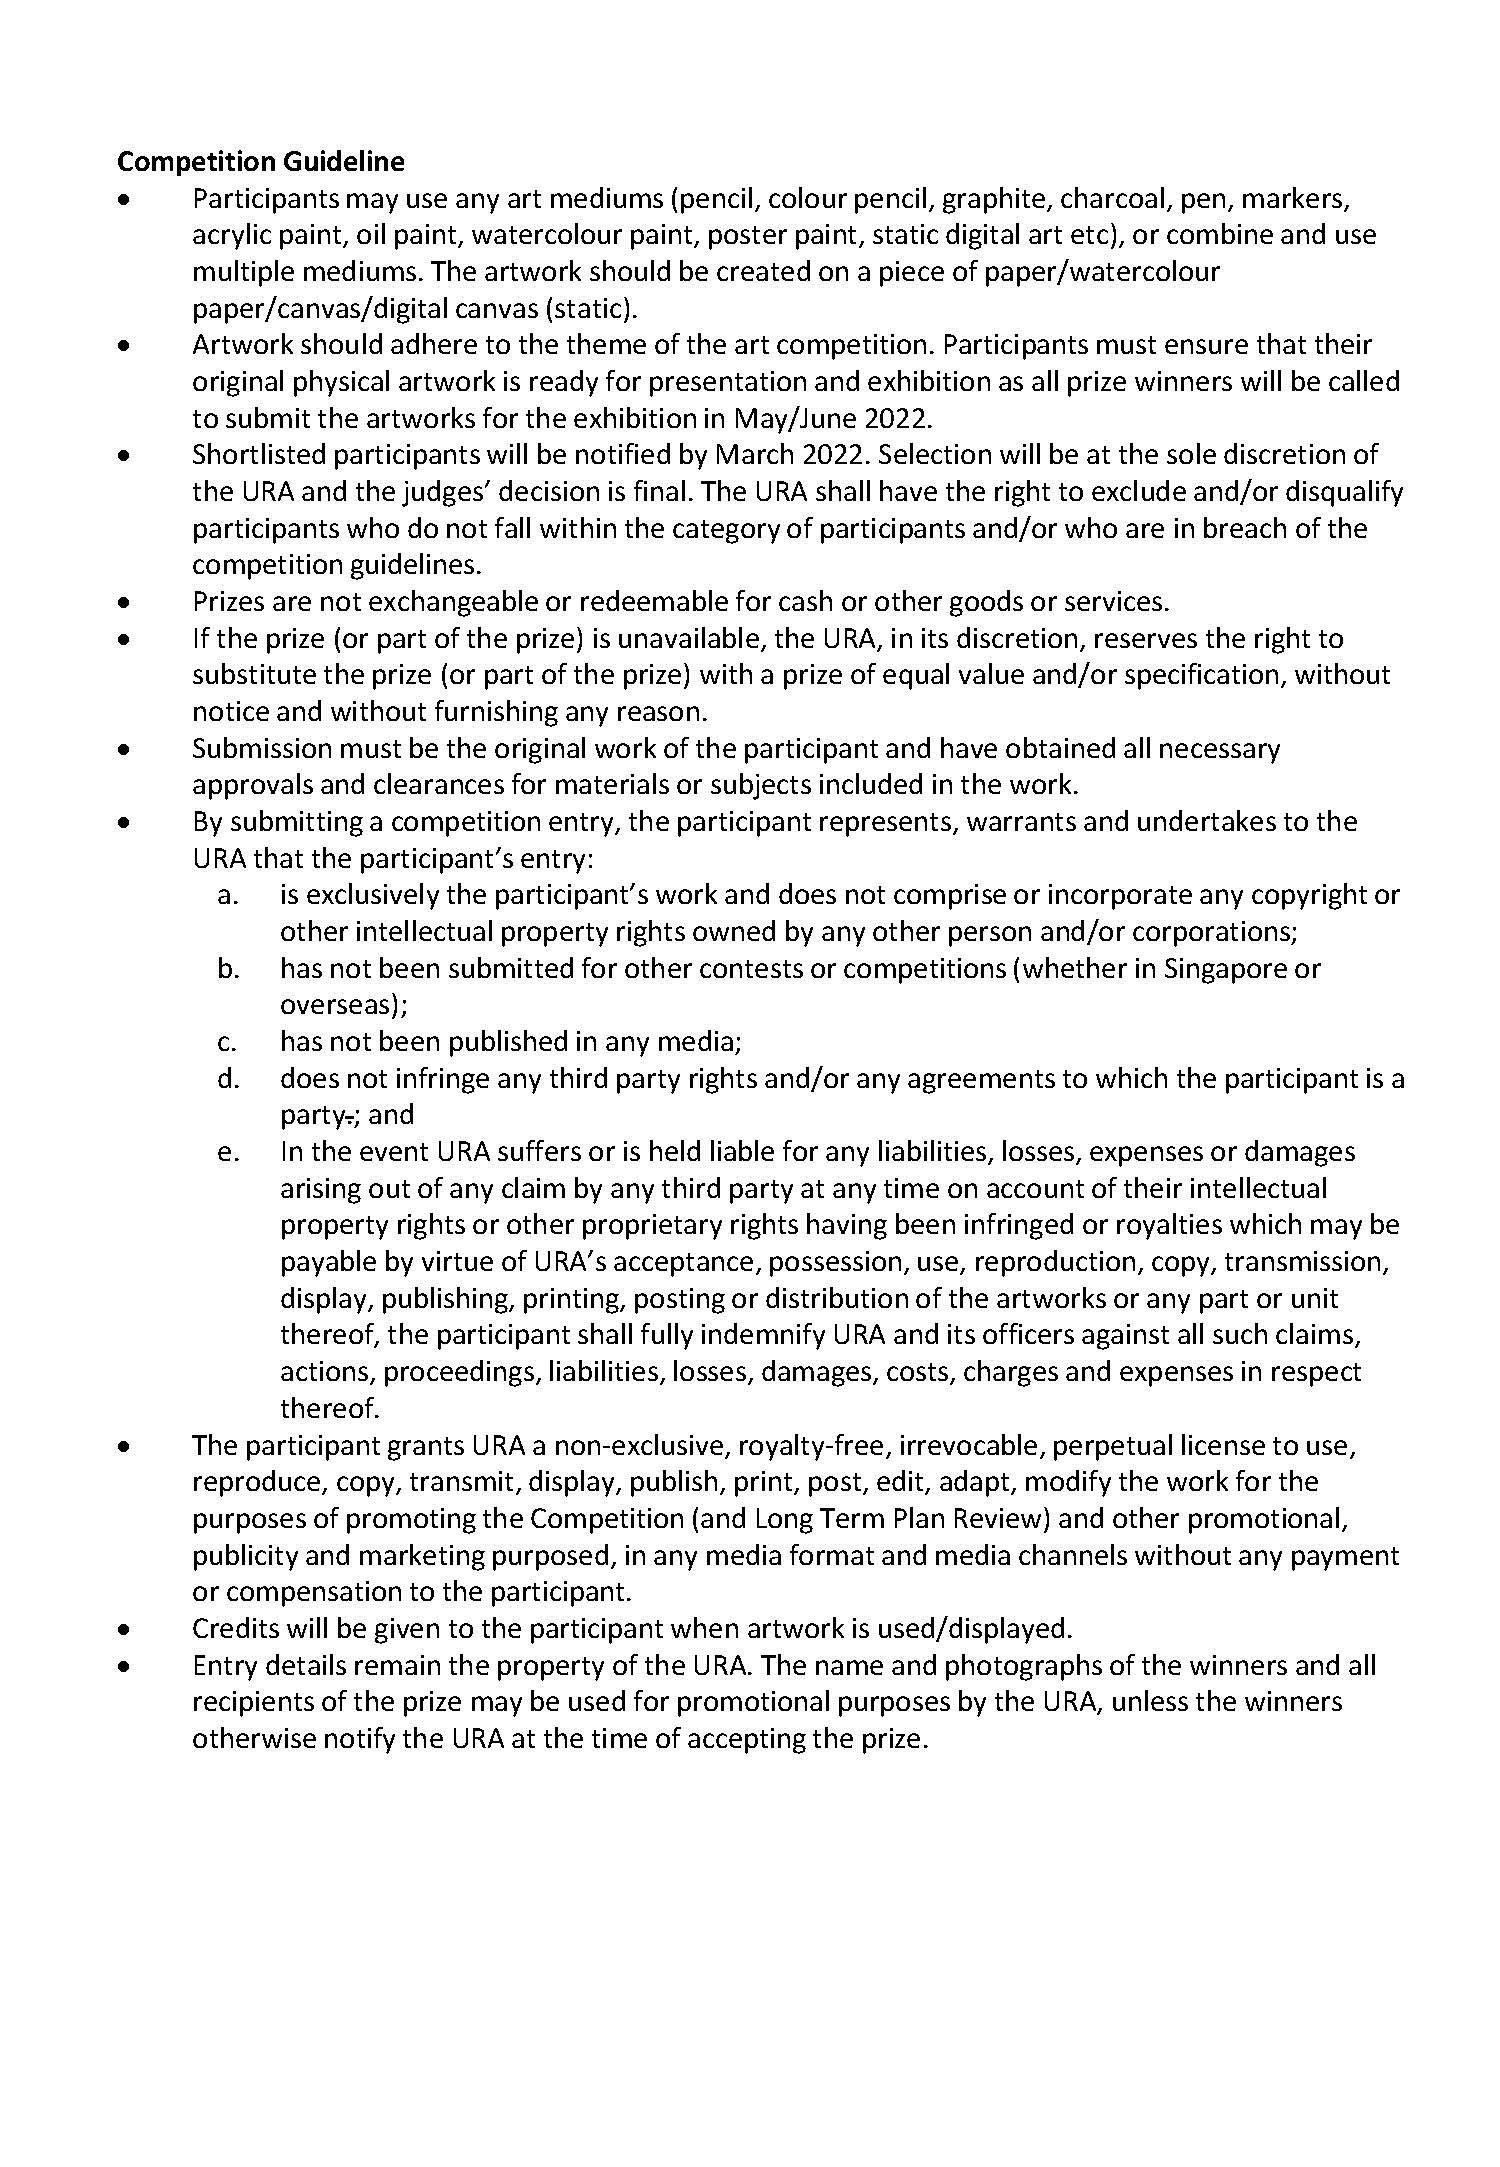 Competition Guideline
• Participants may use any art mediums (pencil, colour pencil, graphite, charcoal, pen, markers,
acrylic paint, oil paint, watercolour paint, poster paint, static digital art etc), or combine and use
multiple mediums. The artwork should be created on a piece of paper/watercolour
paper/canvas/digital canvas (static).
• Artwork should adhere to the theme of the art competition. Participants must ensure that their
original physical artwork is ready for presentation and exhibition as all prize winners will be called
to submit the artworks for the exhibition in May/June 2022.
• Shortlisted participants will be notified by March 2022. Selection will be at the sole discretion of
the URA and the judges’ decision is final. The URA shall have the right to exclude and/or disqualify
participants who do not fall within the category of participants and/or who are in breach of the
competition guidelines.
• Prizes are not exchangeable or redeemable for cash or other goods or services.
• If the prize (or part of the prize) is unavailable, the URA, in its discretion, reserves the right to
substitute the prize (or part of the prize) with a prize of equal value and/or specification, without
notice and without furnishing any reason.
• Submission must be the original work of the participant and have obtained all necessary
approvals and clearances for materials or subjects included in the work.
• By submitting a competition entry, the participant represents, warrants and undertakes to the
URA that the participant’s entry:
a. is exclusively the participant’s work and does not comprise or incorporate any copyright or
other intellectual property rights owned by any other person and/or corporations;
b. has not been submitted for other contests or competitions (whether in Singapore or
overseas);
c. has not been published in any media;
d. does not infringe any third party rights and/or any agreements to which the participant is a
party.; and
e. In the event URA suffers or is held liable for any liabilities, losses, expenses or damages
arising out of any claim by any third party at any time on account of their intellectual
property rights or other proprietary rights having been infringed or royalties which may be
payable by virtue of URA’s acceptance, possession, use, reproduction, copy, transmission,
display, publishing, printing, posting or distribution of the artworks or any part or unit
thereof, the participant shall fully indemnify URA and its officers against all such claims,
actions, proceedings, liabilities, losses, damages, costs, charges and expenses in respect
thereof.
• The participant grants URA a non-exclusive, royalty-free, irrevocable, perpetual license to use,
reproduce, copy, transmit, display, publish, print, post, edit, adapt, modify the work for the
purposes of promoting the Competition (and Long Term Plan Review) and other promotional,
publicity and marketing purposed, in any media format and media channels without any payment
or compensation to the participant.
• Credits will be given to the participant when artwork is used/displayed.
• Entry details remain the property of the URA. The name and photographs of the winners and all
recipients of the prize may be used for promotional purposes by the URA, unless the winners
otherwise notify the URA at the time of accepting the prize.